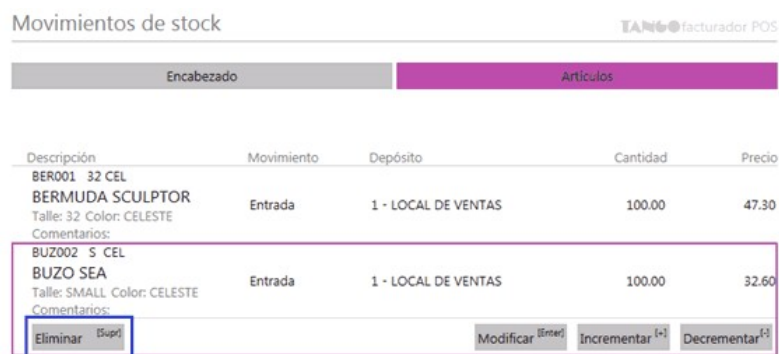 Movimientos de stock
TANGO facturador POS
Encabezado Artículos
Descripción Movimiento Depósito Cantidad Precio
BER001 32 CEL
BERMUDA SCULPTOR Entrada 1 - LOCAL DE VENTAS 100.00 47.30
Talle: 32 Color: CELESTE
Comentarios:
BUZ002 S CEL
BUZO SEA Entrada 1 - LOCAL DE VENTAS 100.00 32.60
Talle: SMALL Color: CELESTE
Comentarios:
Eliminar [Supr] Modificar [Enter] Incrementar [+] Decrementar [-]